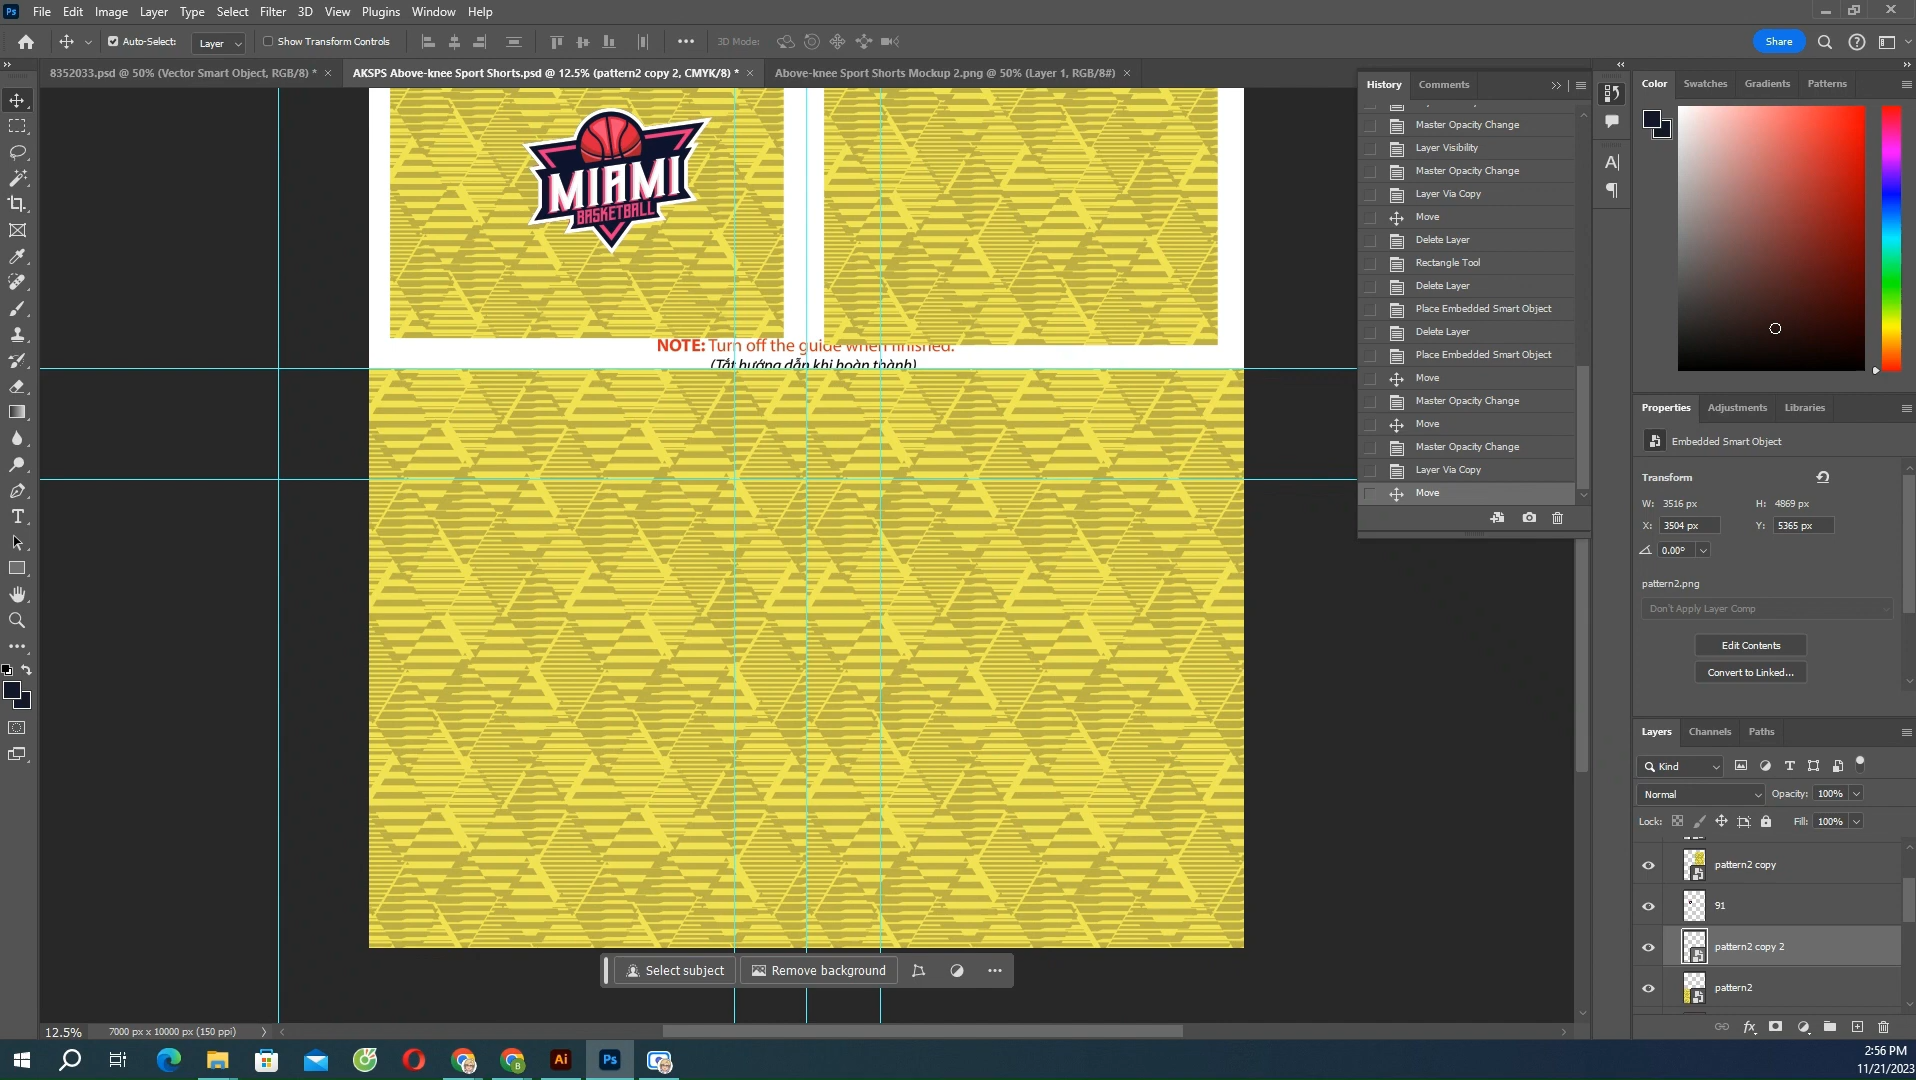 File Edit Image Layer Type Select Filter 3D View Plugins Window Help
Auto-Select: Layer Show Transform Controls 3D Mode: Share
8352033.psd @ 50% (Vector Smart Object, RGB/8) *
AKSPS Above-knee Sport Shorts.psd @ 12.5% (pattern2 copy 2, CMYK/8) *
Above-knee Sport Shorts Mockup 2.png @ 50% (Layer 1, RGB/8#)
MIAMI
BASKETBALL
NOTE: Turn off the guide when finished.
(Tắt hướng dẫn khi hoàn thành)
Select subject
Remove background
12.5%
7000 px x 10000 px (150 ppi)
History Comments
Master Opacity Change
Layer Visibility
Master Opacity Change
Layer Via Copy
Move
Delete Layer
Rectangle Tool
Delete Layer
Place Embedded Smart Object
Delete Layer
Place Embedded Smart Object
Move
Master Opacity Change
Move
Master Opacity Change
Layer Via Copy
Move
Color Swatches Gradients Patterns
Properties Adjustments Libraries
Embedded Smart Object
Transform
W: 3516 px H: 4869 px
X: 3504 px Y: 5365 px
0.00°
pattern2.png
Don't Apply Layer Comp
Edit Contents
Convert to Linked...
Layers Channels Paths
Kind
Normal Opacity: 100%
Lock: Fill: 100%
pattern2 copy
91
pattern2 copy 2
pattern2
2:56 PM
11/21/2023